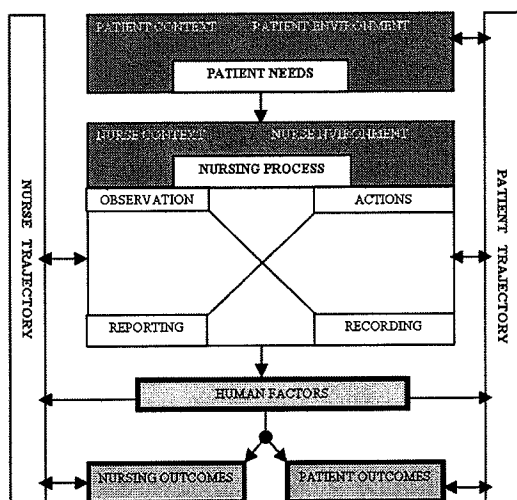 PATIENT CONTEXT PATIENT ENVIRONMENT
PATIENT NEEDS
NURSE CONTEXT NURSE ENVIRONMENT
NURSING PROCESS
OBSERVATION ACTIONS
NURSE TRAJECTORY
PATIENT TRAJECTORY
REPORTING RECORDING
HUMAN FACTORS
NURSING OUTCOMES PATIENT OUTCOMES